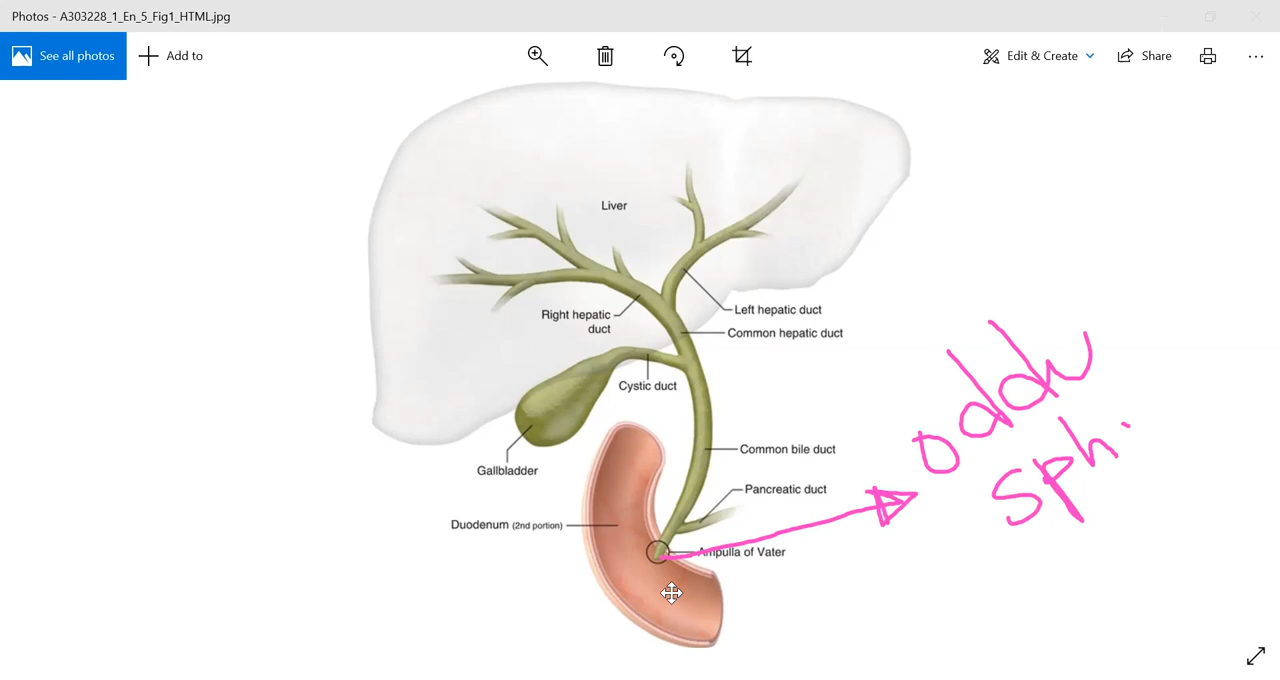 Photos - A303228_1_En_5_Fig1_HTML.jpg
See all photos
Add to
Edit & Create
Share
Liver
Right hepatic
duct
Left hepatic duct
Common hepatic duct
Cystic duct
Gallbladder
Common bile duct
Pancreatic duct
Duodenum (2nd portion)
Ampulla of Vater
Sph.